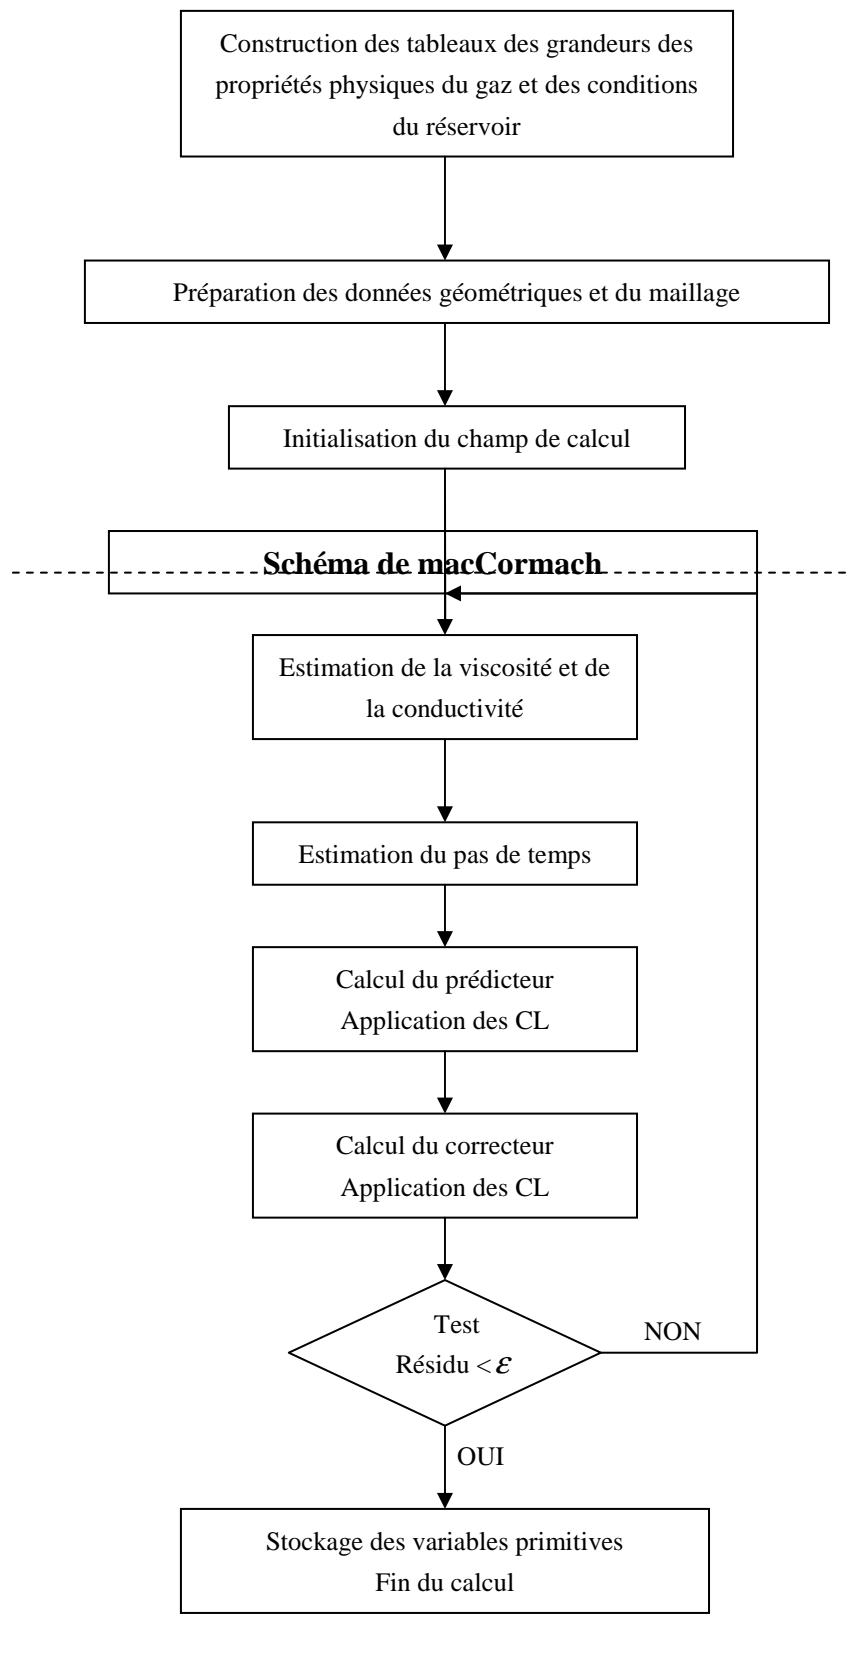 Construction des tableaux des grandeurs des
propriétés physiques du gaz et des conditions
du réservoir
Préparation des données géométriques et du maillage
Initialisation du champ de calcul
Schéma de macCormach
Estimation de la viscosité et de
la conductivité
Estimation du pas de temps
Calcul du prédicteur
Application des CL
Calcul du correcteur
Application des CL
Test
Résidu < ε
NON
OUI
Stockage des variables primitives
Fin du calcul